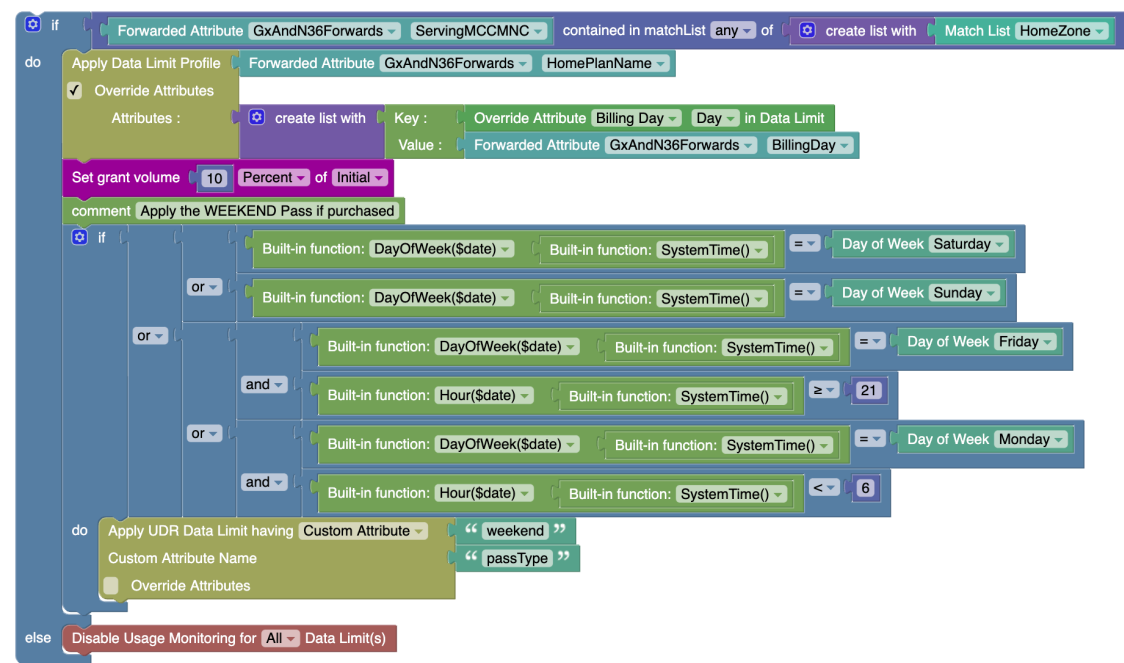 if Forwarded Attribute GxAndN36Forwards ServingMCCMNC contained in matchList any of create list with Match List HomeZone
do Apply Data Limit Profile Forwarded Attribute GxAndN36Forwards HomePlanName
Override Attributes
Attributes : create list with Key : Override Attribute Billing Day Day in Data Limit
Value : Forwarded Attribute GxAndN36Forwards BillingDay
Set grant volume 10 Percent of Initial
comment Apply the WEEKEND Pass if purchased
if Built-in function: DayOfWeek($date) Built-in function: SystemTime() = Day of Week Saturday
or
Built-in function: DayOfWeek($date) Built-in function: SystemTime() = Day of Week Sunday
or
Built-in function: DayOfWeek($date) Built-in function: SystemTime() = Day of Week Friday
and
Built-in function: Hour($date) Built-in function: SystemTime() ≥ 21
or
Built-in function: DayOfWeek($date) Built-in function: SystemTime() = Day of Week Monday
and
Built-in function: Hour($date) Built-in function: SystemTime() < 6
do Apply UDR Data Limit having Custom Attribute “ weekend ”
Custom Attribute Name “ passType ”
Override Attributes
else Disable Usage Monitoring for All Data Limit(s)